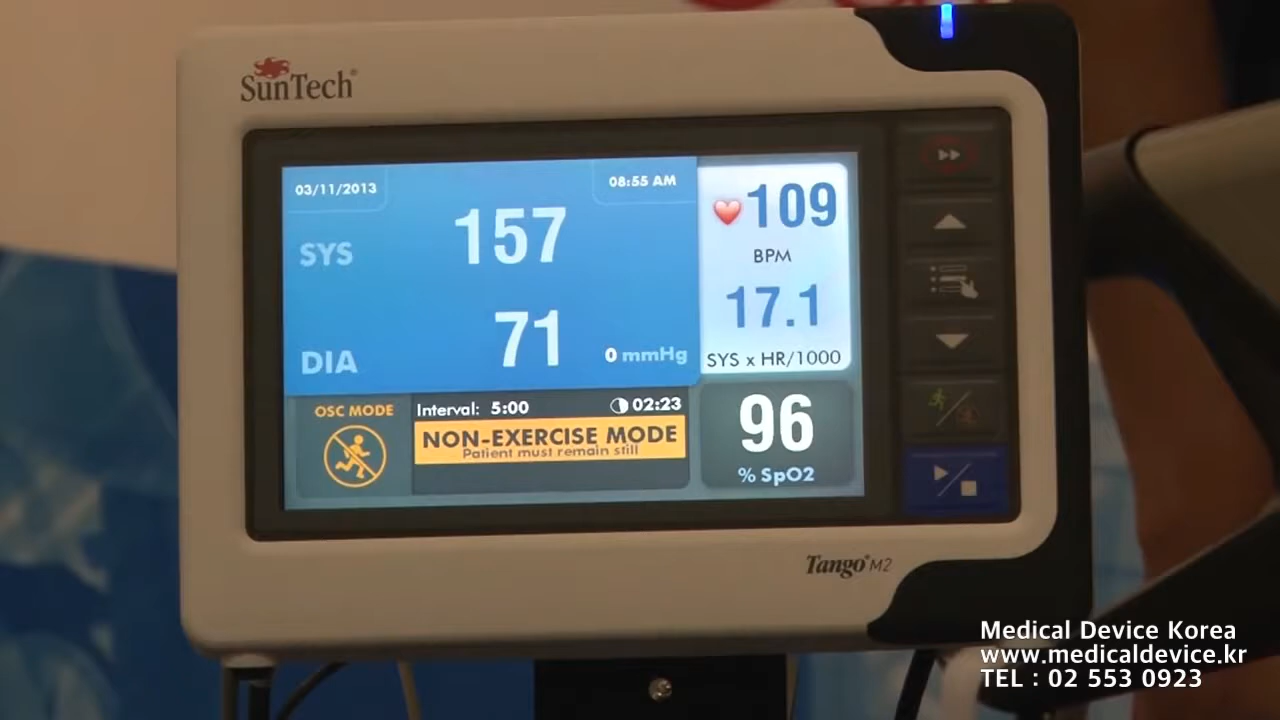 SunTech
03/11/2013
08:55 AM
SYS
157
DIA
71
0 mmHg
109
BPM
17.1
SYS x HR/1000
OSC MODE
Interval: 5:00
02:23
NON-EXERCISE MODE
Patient must remain still
96
% SpO2
Tango® M2
Medical Device Korea
www.medicaldevice.kr
TEL : 02 553 0923